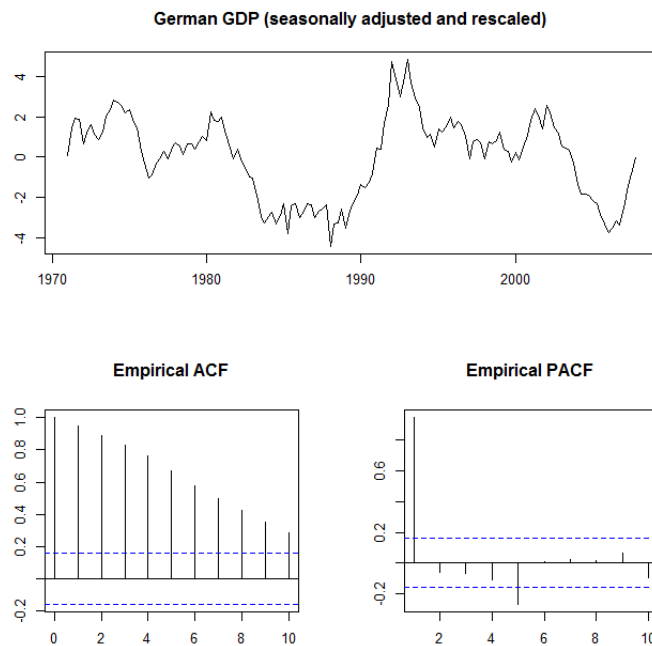 German GDP (seasonally adjusted and rescaled)
4
2
0
-2
-4
1970 1980 1990 2000
Empirical ACF
1.0
0.8
0.6
0.4
0.2
-0.2
0 2 4 6 8 10
Empirical PACF
0.6
0.2
-0.2
2 4 6 8 10